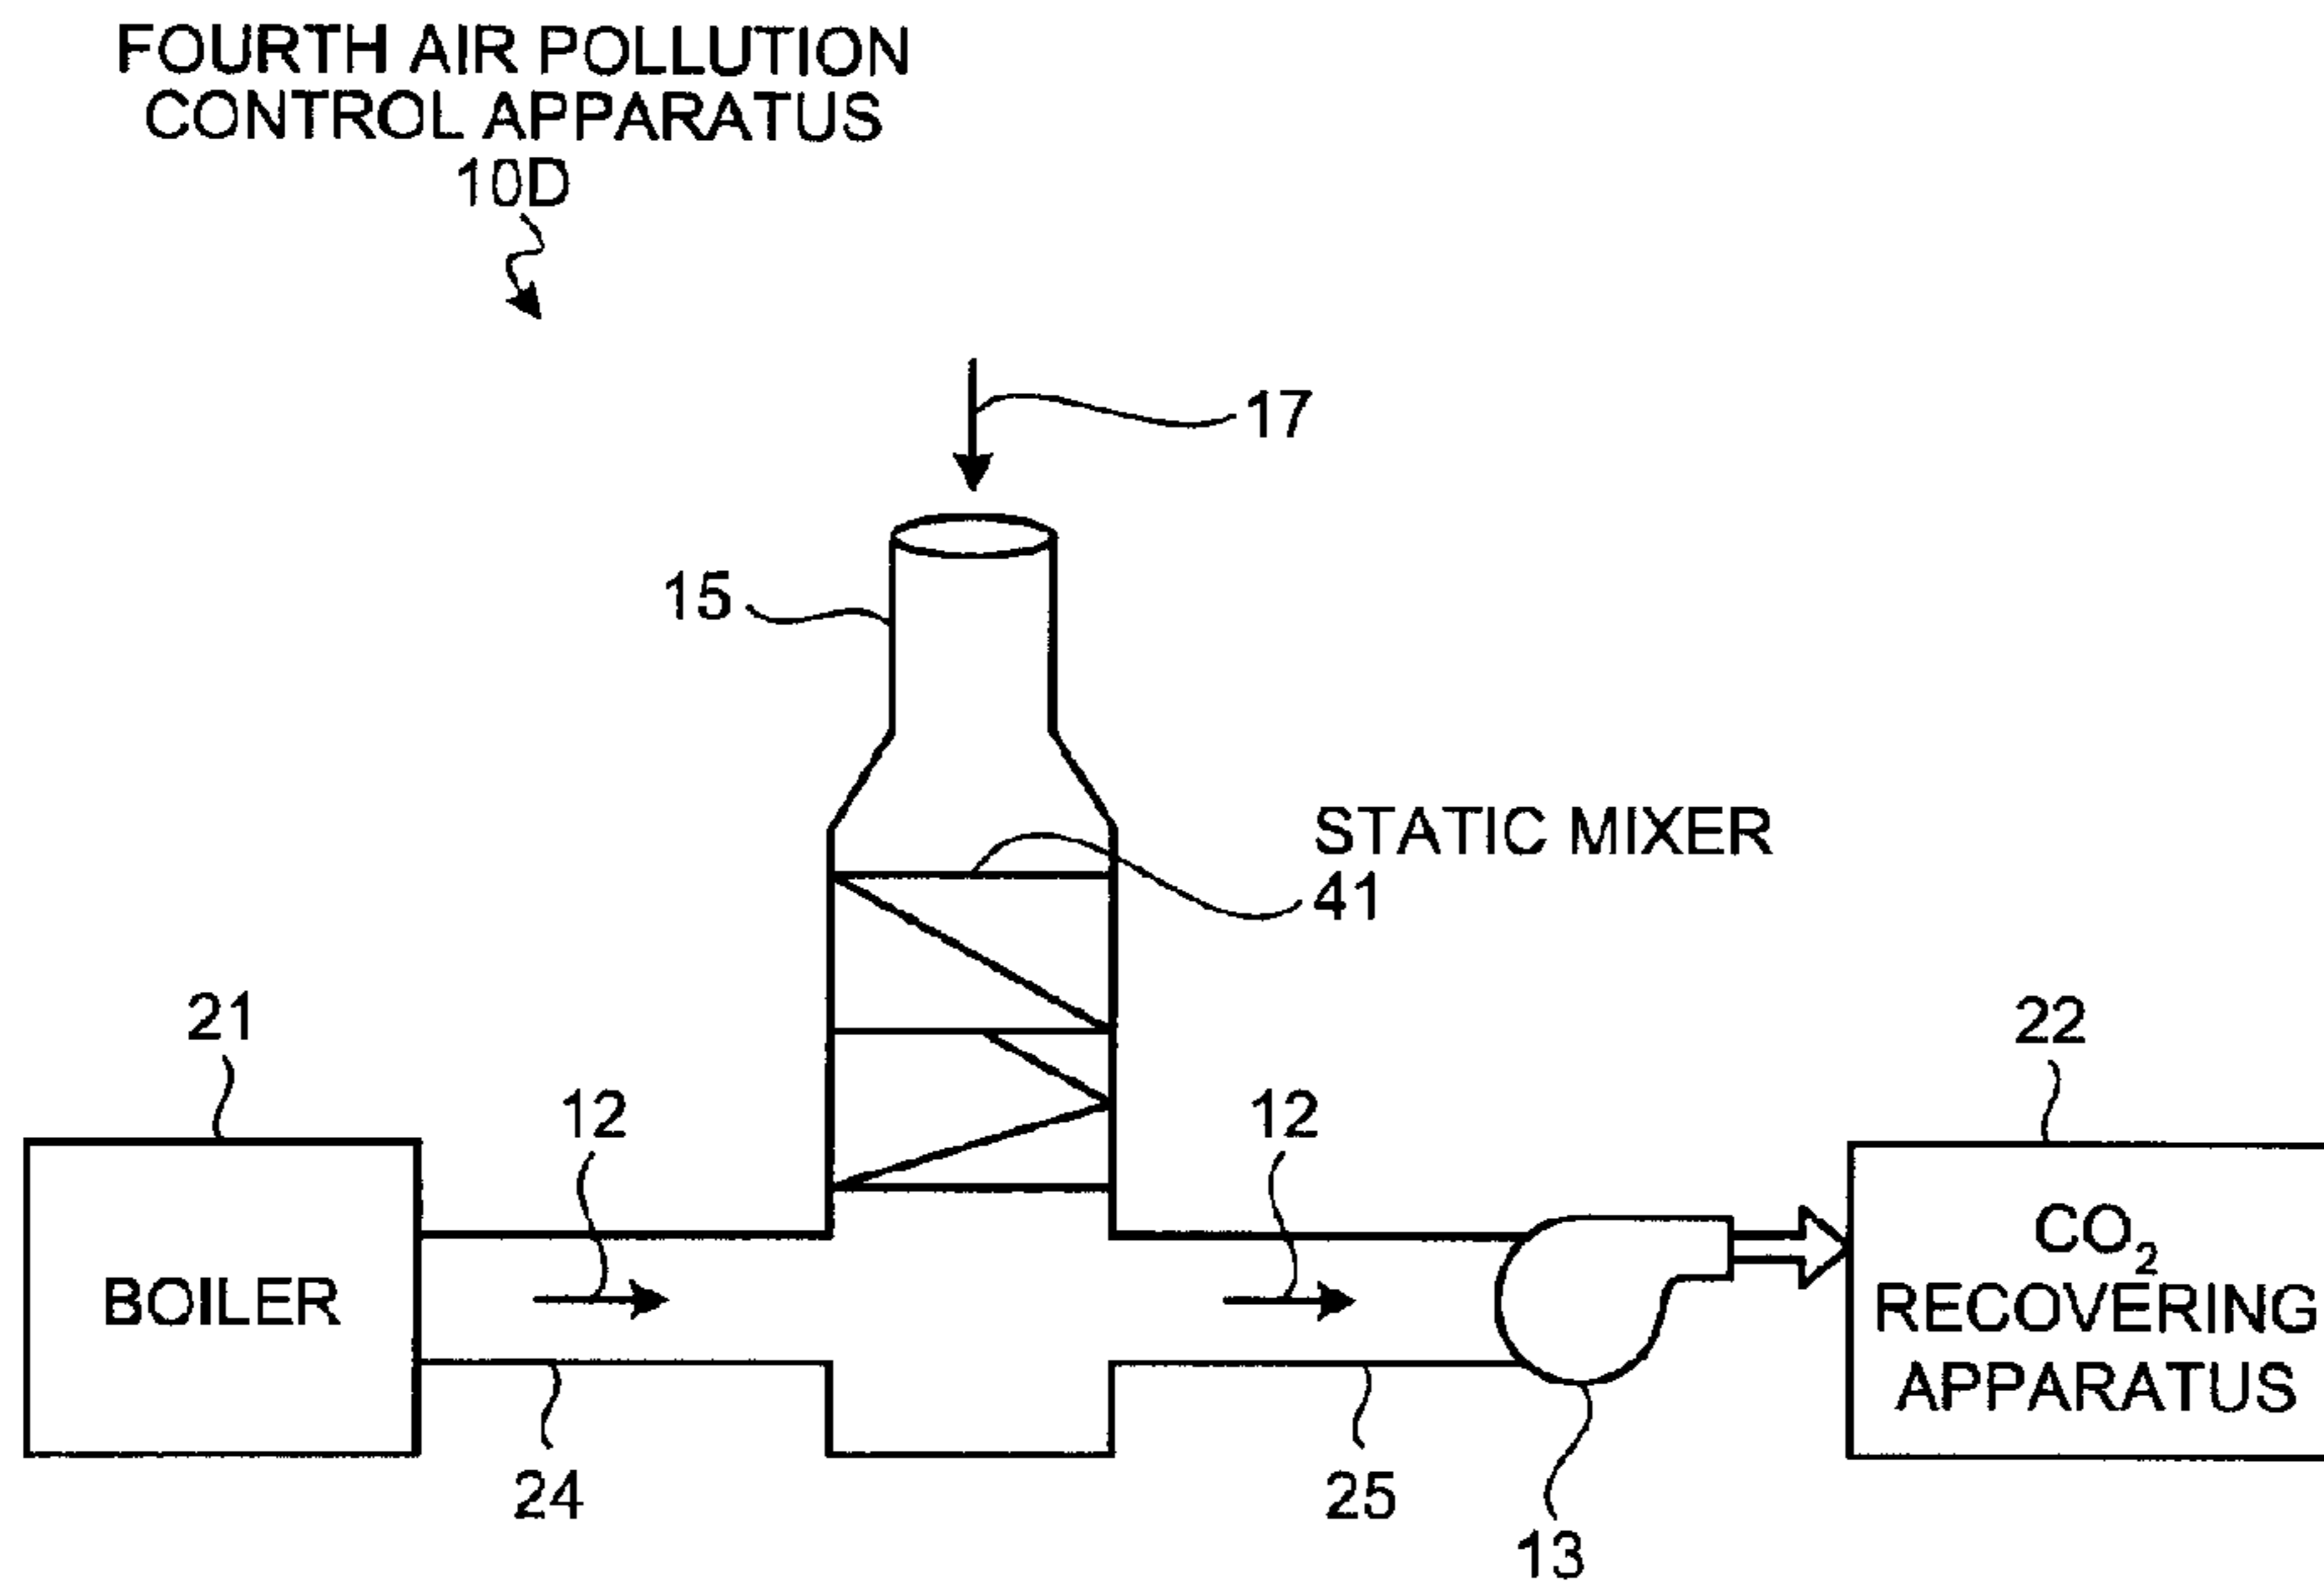 FOURTH AIR POLLUTION
CONTROL APPARATUS
10D
17
15
STATIC MIXER
41
21
12
12
22
BOILER
CO₂
RECOVERING
APPARATUS
24
25
13